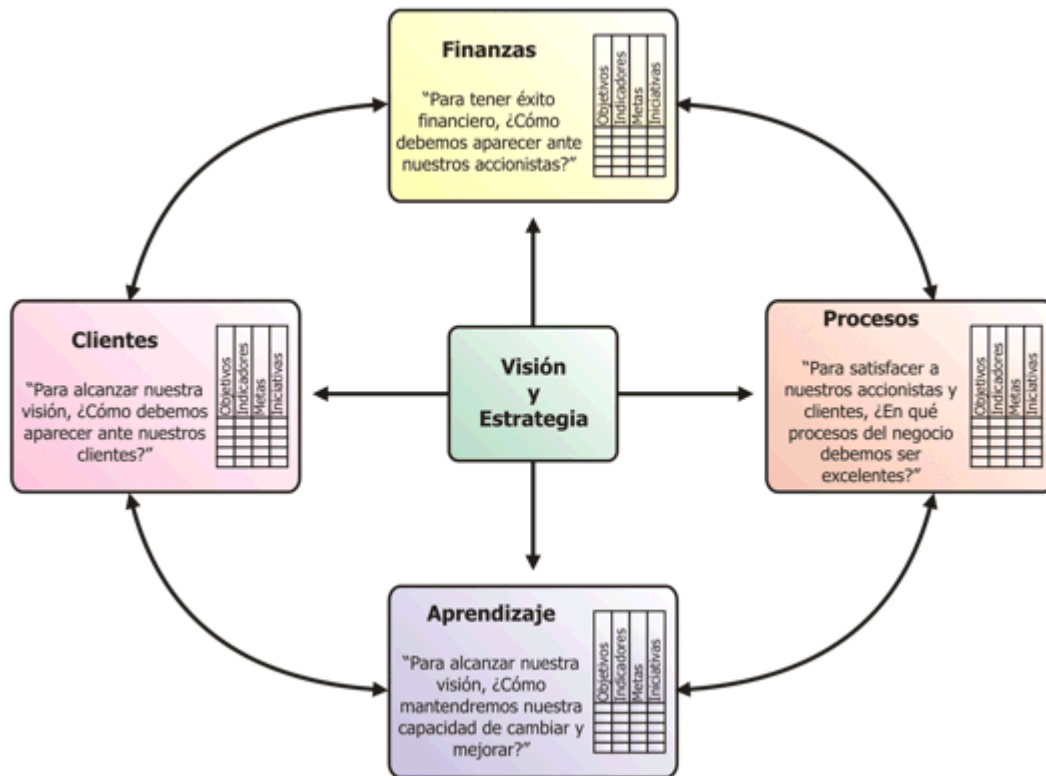 Finanzas
“Para tener éxito
financiero, ¿Cómo
debemos aparecer ante
nuestros accionistas?”
Objetivos
Indicadores
Metas
Iniciativas
Clientes
“Para alcanzar nuestra
visión, ¿Cómo debemos
aparecer ante nuestros
clientes?”
Objetivos
Indicadores
Metas
Iniciativas
Visión
y
Estrategia
Procesos
“Para satisfacer a
nuestros accionistas y
clientes, ¿En qué
procesos del negocio
debemos ser
excelentes?”
Objetivos
Indicadores
Metas
Iniciativas
Aprendizaje
“Para alcanzar nuestra
visión, ¿Cómo
mantendremos nuestra
capacidad de cambiar y
mejorar?”
Objetivos
Indicadores
Metas
Iniciativas